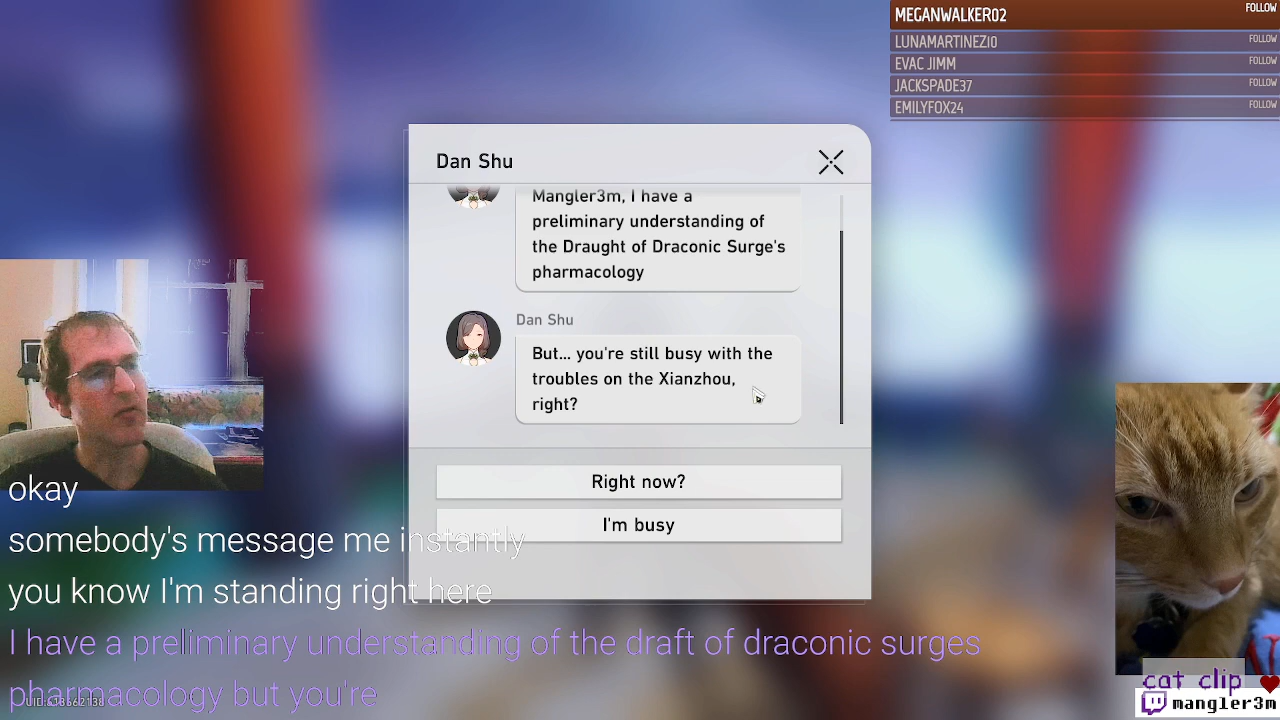 MEGANWALKER02
FOLLOW
LUNAMARTINEZ10
FOLLOW
EVAC JIMM
FOLLOW
JACKSPADE37
FOLLOW
EMILYFOX24
FOLLOW
Dan Shu
Mangler3m, I have a
preliminary understanding of
the Draught of Draconic Surge's
pharmacology
Dan Shu
But... you're still busy with the
troubles on the Xianzhou,
right?
Right now?
I'm busy
okay
somebody's message me instantly
you know I'm standing right here
I have a preliminary understanding of the draft of draconic surges
pharmacology but you're
cat clip
mangler3m